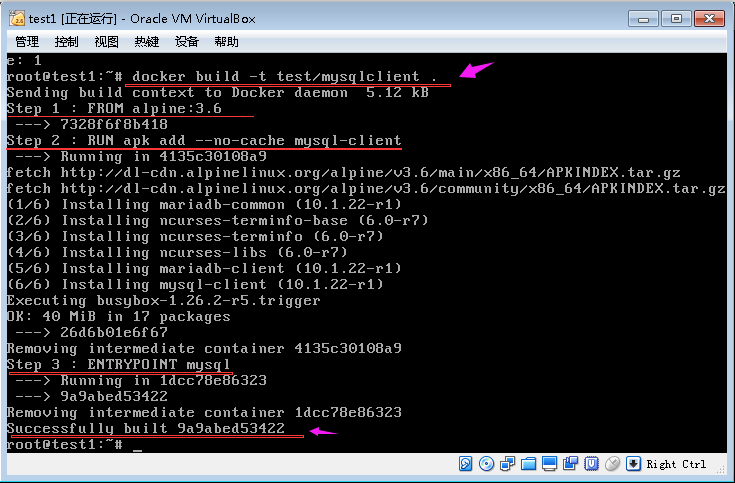 test1 [正在运行] - Oracle VM VirtualBox
管理 控制 视图 热键 设备 帮助
e: 1
root@test1:~# docker build -t test/mysqlclient .
Sending build context to Docker daemon  5.12 kB
Step 1 : FROM alpine:3.6
 ---> 7328f6f8b418
Step 2 : RUN apk add --no-cache mysql-client
 ---> Running in 4135c30108a9
fetch http://dl-cdn.alpinelinux.org/alpine/v3.6/main/x86_64/APKINDEX.tar.gz
fetch http://dl-cdn.alpinelinux.org/alpine/v3.6/community/x86_64/APKINDEX.tar.gz
(1/6) Installing mariadb-common (10.1.22-r1)
(2/6) Installing ncurses-terminfo-base (6.0-r7)
(3/6) Installing ncurses-terminfo (6.0-r7)
(4/6) Installing ncurses-libs (6.0-r7)
(5/6) Installing mariadb-client (10.1.22-r1)
(6/6) Installing mysql-client (10.1.22-r1)
Executing busybox-1.26.2-r5.trigger
OK: 40 MiB in 17 packages
 ---> 26d6b01e6f67
Removing intermediate container 4135c30108a9
Step 3 : ENTRYPOINT mysql
 ---> Running in 1dcc78e86323
 ---> 9a9abed53422
Removing intermediate container 1dcc78e86323
Successfully built 9a9abed53422
root@test1:~# _
Right Ctrl